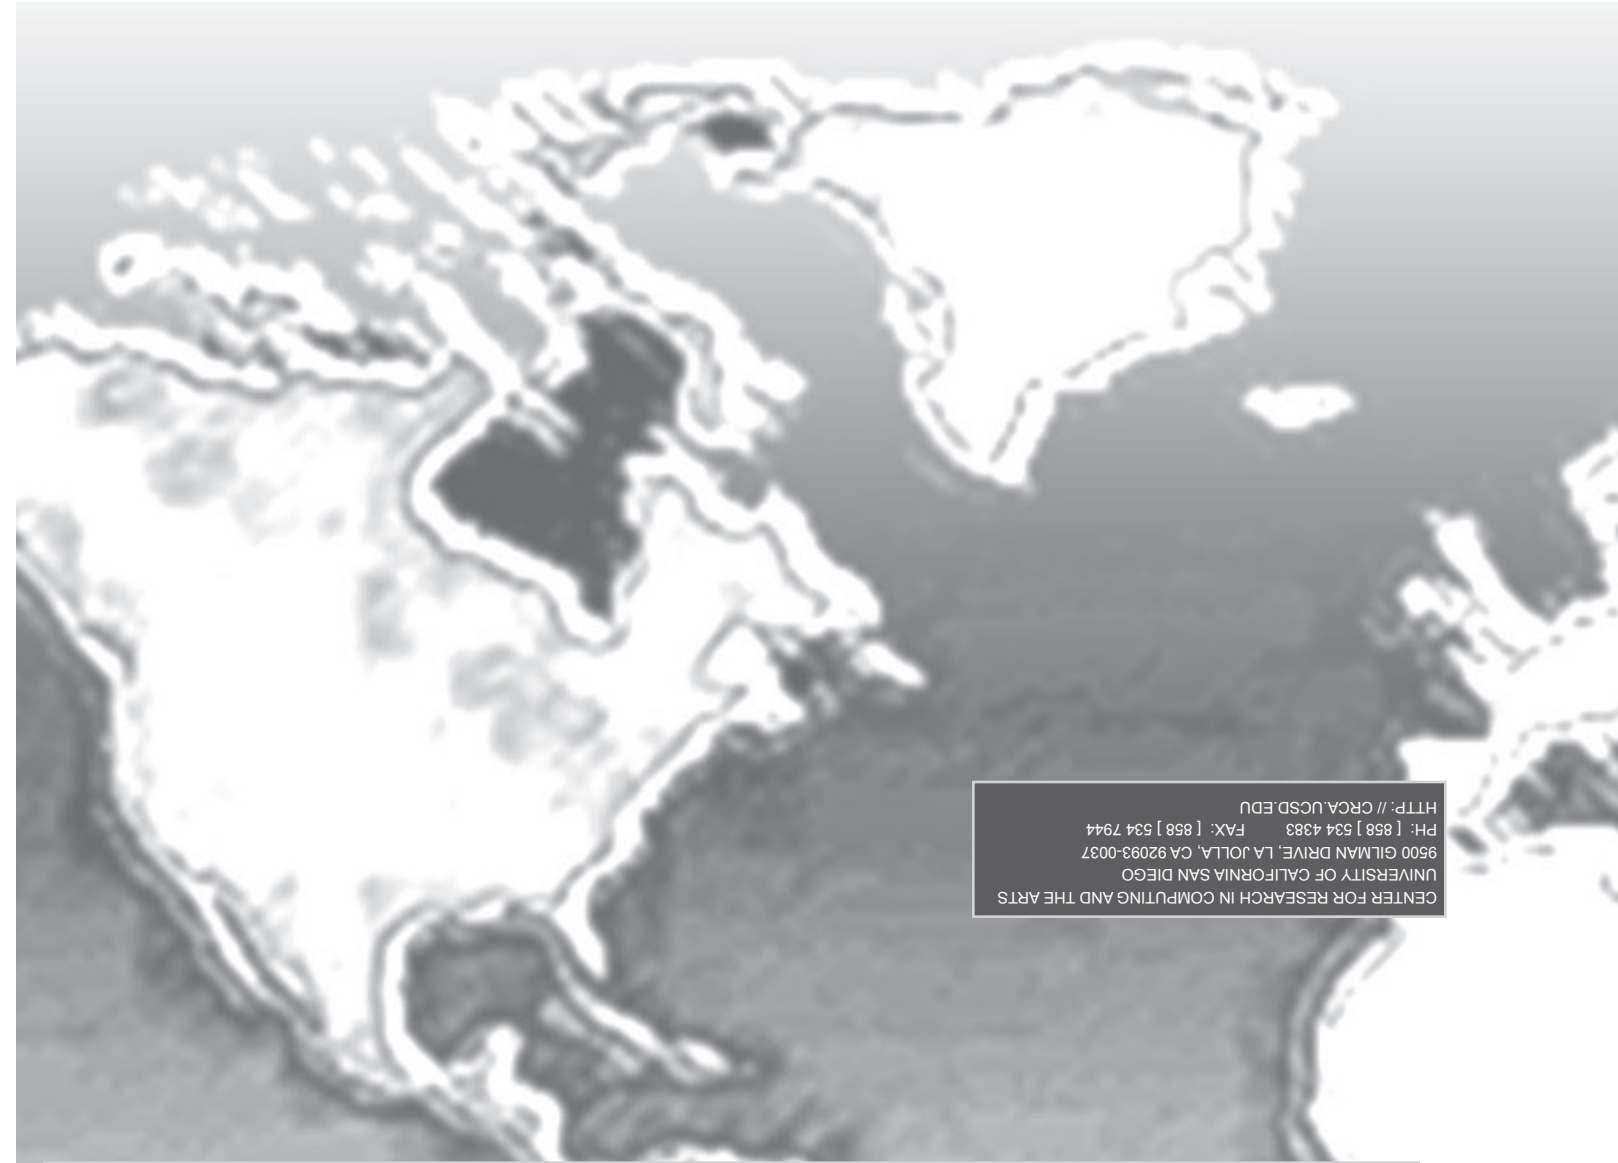 CENTER FOR RESEARCH IN COMPUTING AND THE ARTS
UNIVERSITY OF CALIFORNIA SAN DIEGO
9500 GILMAN DRIVE, LA JOLLA, CA 92093-0037
PH: [ 858 ] 534 4383 FAX: [ 858 ] 534 7944
HTTP: // CRCA.UCSD.EDU